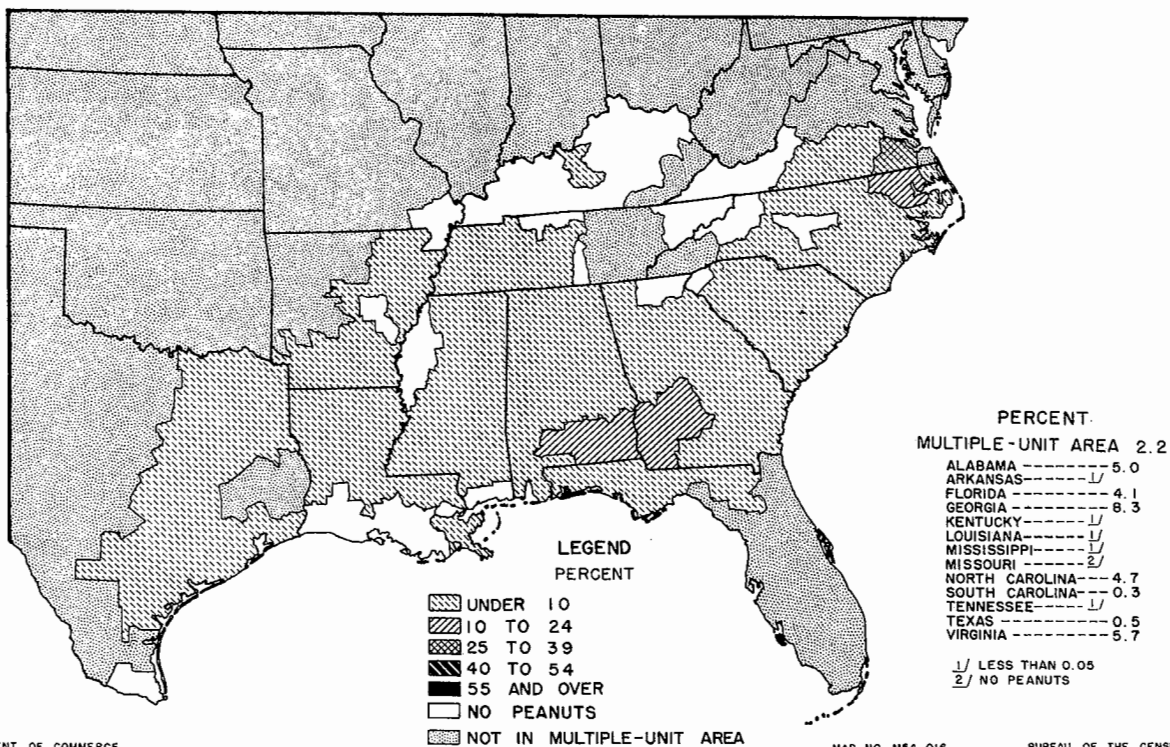 PERCENT
MULTIPLE-UNIT AREA 2.2
ALABAMA -------- 5.0
ARKANSAS ------ 1/
FLORIDA -------- 4.1
GEORGIA -------- 8.3
KENTUCKY ------ 1/
LOUISIANA ------ 1/
MISSISSIPPI ----- 1/
MISSOURI ------ 2/
NORTH CAROLINA --- 4.7
SOUTH CAROLINA --- 0.3
TENNESSEE ----- 1/
TEXAS ---------- 0.5
VIRGINIA -------- 5.7
1/ LESS THAN 0.05
2/ NO PEANUTS
LEGEND
PERCENT
UNDER 10
10 TO 24
25 TO 39
40 TO 54
55 AND OVER
NO PEANUTS
NOT IN MULTIPLE-UNIT AREA
OF COMMERCE
MAP NO.
BUREAU OF THE